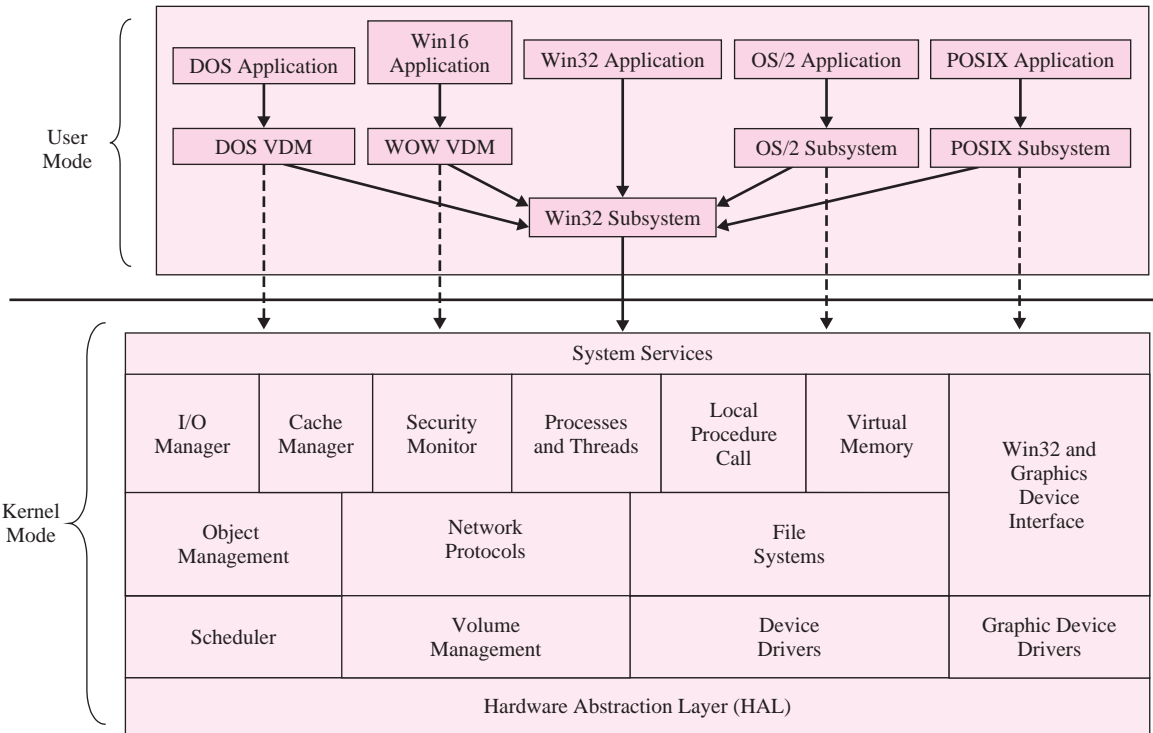 Win16
Application
DOS Application
Win32 Application
OS/2 Application
POSIX Application
User
Mode
DOS VDM
WOW VDM
OS/2 Subsystem
POSIX Subsystem
Win32 Subsystem
System Services
I/O
Manager
Cache
Manager
Security
Monitor
Processes
and Threads
Local
Procedure
Call
Virtual
Memory
Win32 and
Graphics
Device
Interface
Kernel
Mode
Object
Management
Network
Protocols
File
Systems
Scheduler
Volume
Management
Device
Drivers
Graphic Device
Drivers
Hardware Abstraction Layer (HAL)